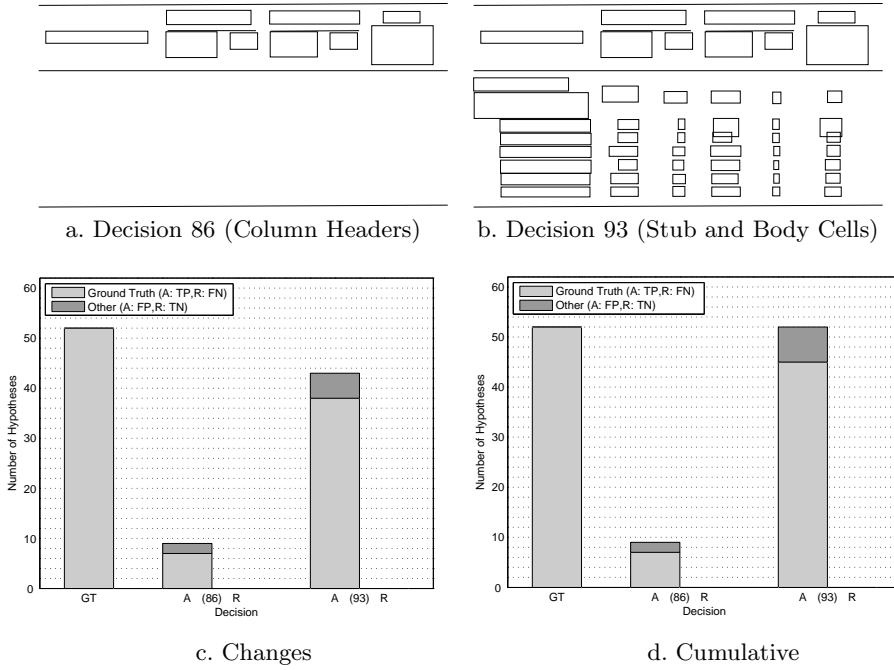 a. Decision 86 (Column Headers)
b. Decision 93 (Stub and Body Cells)
60
50
40
30
20
10
0
Number of Hypotheses
Ground Truth (A: TP,R: FN)
Other (A: FP,R: TN)
GT
A (86) R
A (93) R
Decision
c. Changes
60
50
40
30
20
10
0
Number of Hypotheses
Ground Truth (A: TP,R: FN)
Other (A: FP,R: TN)
GT
A (86) R
A (93) R
Decision
d. Cumulative